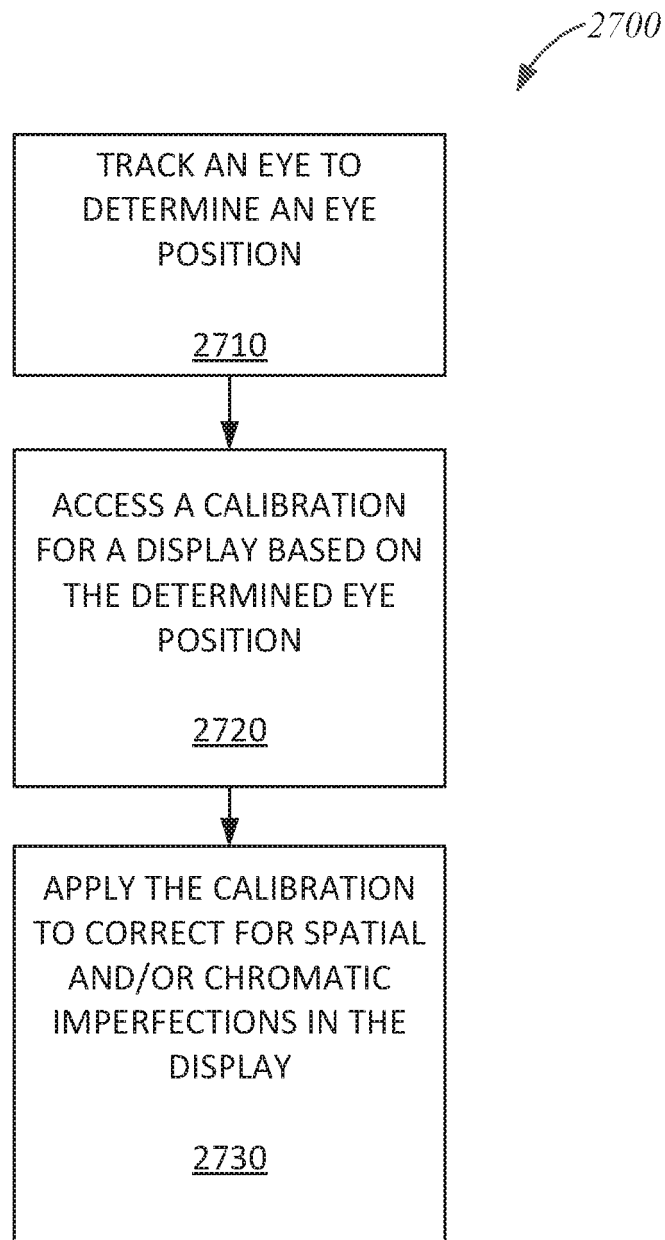 2700
TRACK AN EYE TO
DETERMINE AN EYE
POSITION
2710
ACCESS A CALIBRATION
FOR A DISPLAY BASED ON
THE DETERMINED EYE
POSITION
2720
APPLY THE CALIBRATION
TO CORRECT FOR SPATIAL
AND/OR CHROMATIC
IMPERFECTIONS IN THE
DISPLAY
2730